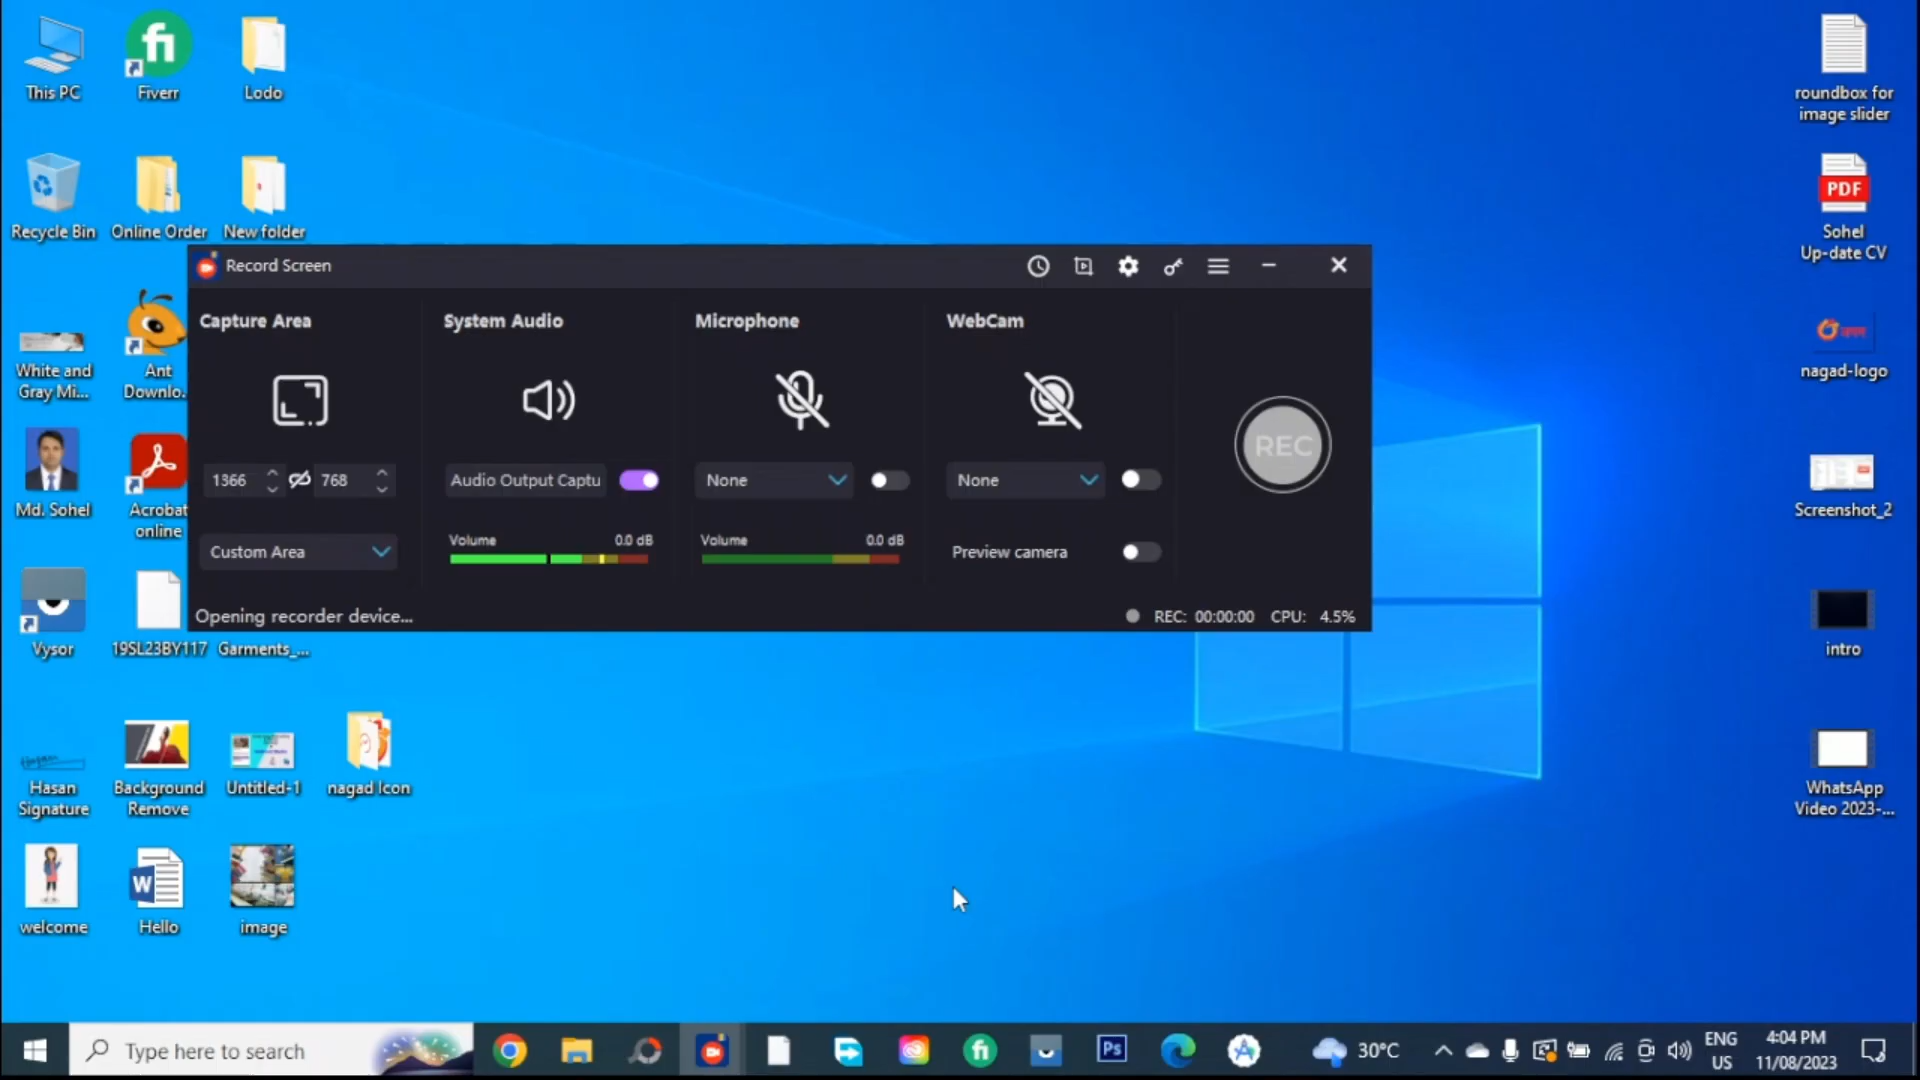 This PC
Fiverr
Lodo
roundbox for
image slider
Recycle Bin
Online Order
New folder
PDF
Sohel
Up-date CV
Record Screen
Capture Area
System Audio
Microphone
WebCam
White and
Gray Mi...
Ant
Downlo.
nagad-logo
REC
1366
768
Audio Output Captu
None
None
Md. Sohel
Acrobat
online
Screenshot_2
Volume
0.0 dB
Volume
0.0 dB
Custom Area
Preview camera
Opening recorder device...
REC: 00:00:00
CPU: 4.5%
Vysor
19SL23BY117
Garments_...
intro
Hasan
Signature
Background
Remove
Untitled-1
nagad Icon
WhatsApp
Video 2023-...
welcome
Hello
image
Type here to search
fi
Ps
30°C
ENG
US
4:04 PM
11/08/2023